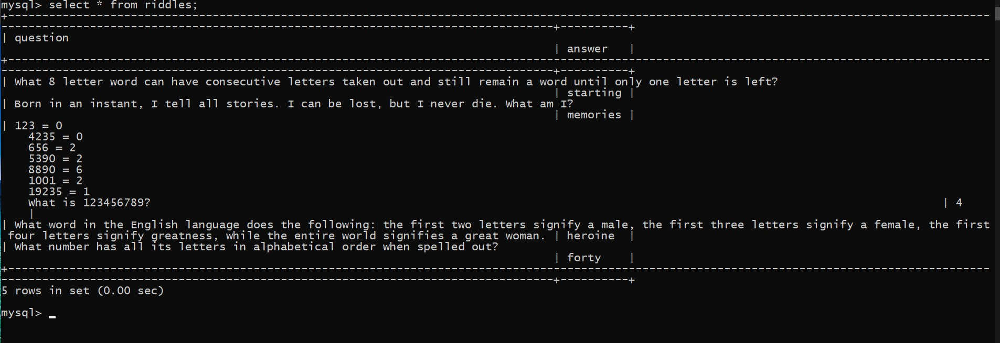 mysql> select * from riddles;
+------------------------------------------------------------------------------------------------------------------------------------------------
---------------------------------------------------------------------------------+----------+
| question
| answer   |
+------------------------------------------------------------------------------------------------------------------------------------------------
---------------------------------------------------------------------------------+----------+
| What 8 letter word can have consecutive letters taken out and still remain a word until only one letter is left?
| starting |
| Born in an instant, I tell all stories. I can be lost, but I never die. What am I?
| memories |
| 123 = 0
4235 = 0
656 = 2
5390 = 2
8890 = 6
1001 = 2
19235 = 1
What is 123456789? | 4
|
| What word in the English language does the following: the first two letters signify a male, the first three letters signify a female, the first
four letters signify greatness, while the entire world signifies a great woman. | heroine  |
| What number has all its letters in alphabetical order when spelled out?
| forty    |
+------------------------------------------------------------------------------------------------------------------------------------------------
---------------------------------------------------------------------------------+----------+
5 rows in set (0.00 sec)
mysql> _